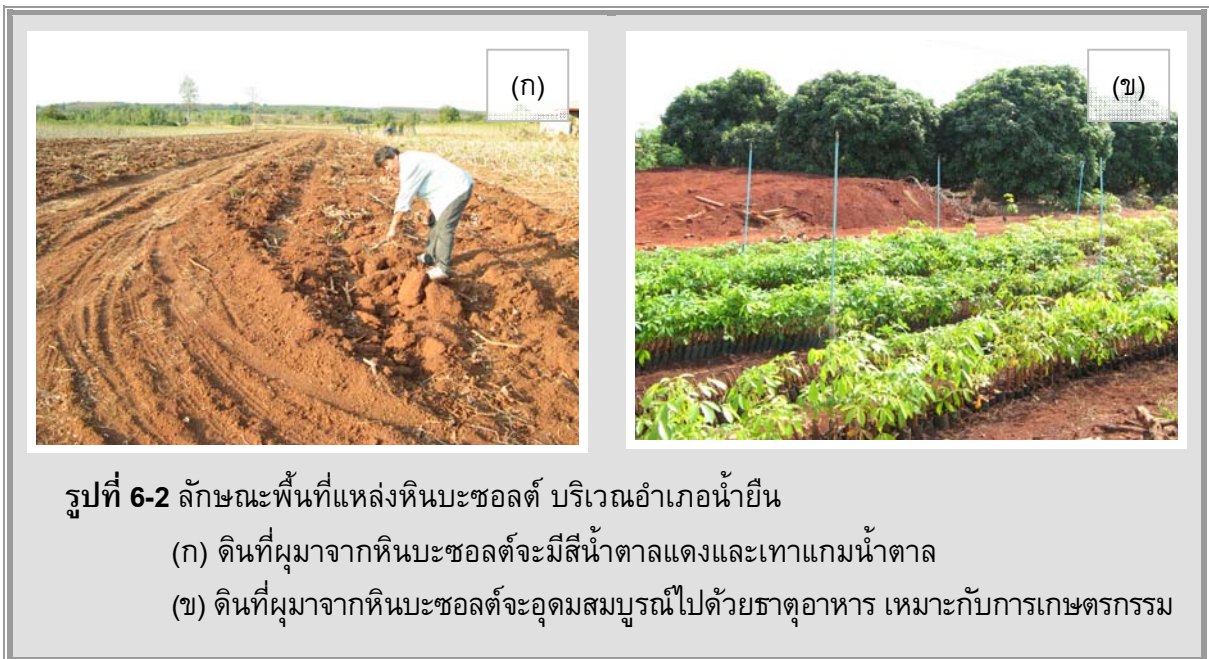 (ก)
(ข)
รูปที่ 6-2 ลักษณะพื้นที่แหล่งหินบะซอลต์ บริเวณอำเภอน้ำยืน
(ก) ดินที่ผุมาจากหินบะซอลต์จะมีสีน้ำตาลแดงและเทาแกมน้ำตาล
(ข) ดินที่ผุมาจากหินบะซอลต์จะอุดมสมบูรณ์ไปด้วยธาตุอาหาร เหมาะกับการเกษตรกรรม